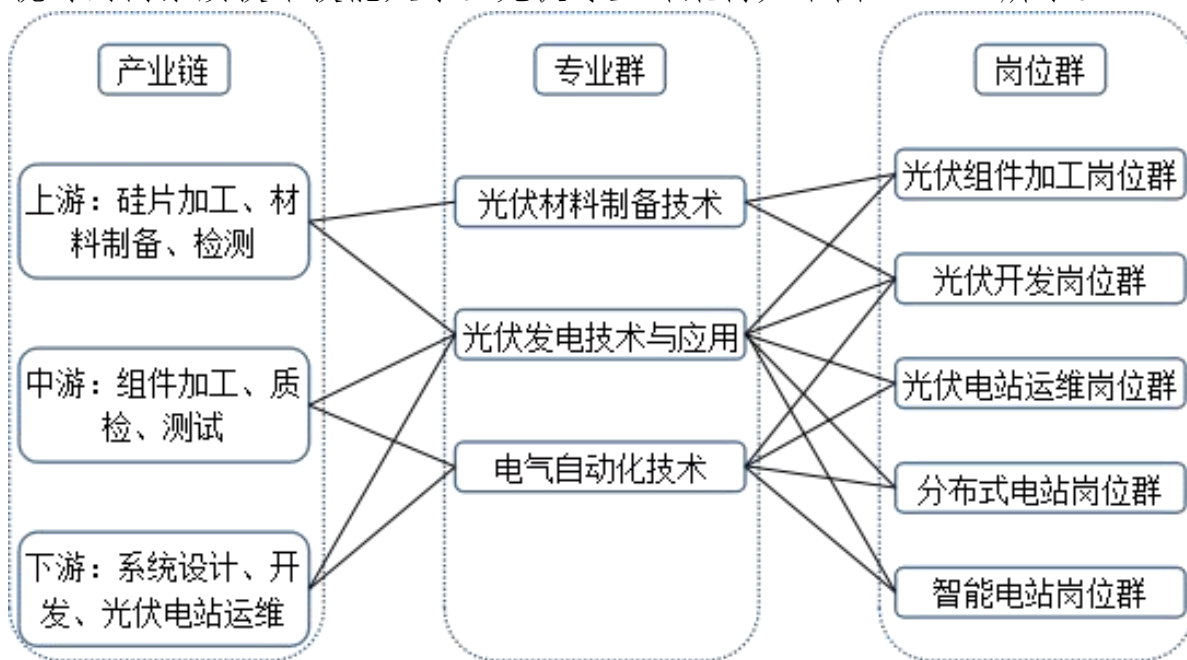 产业链
专业群
岗位群
上游：硅片加工、材
料制备、检测
中游：组件加工、质
检、测试
下游：系统设计、开
发、光伏电站运维
光伏材料制备技术
光伏发电技术与应用
电气自动化技术
光伏组件加工岗位群
光伏开发岗位群
光伏电站运维岗位群
分布式电站岗位群
智能电站岗位群